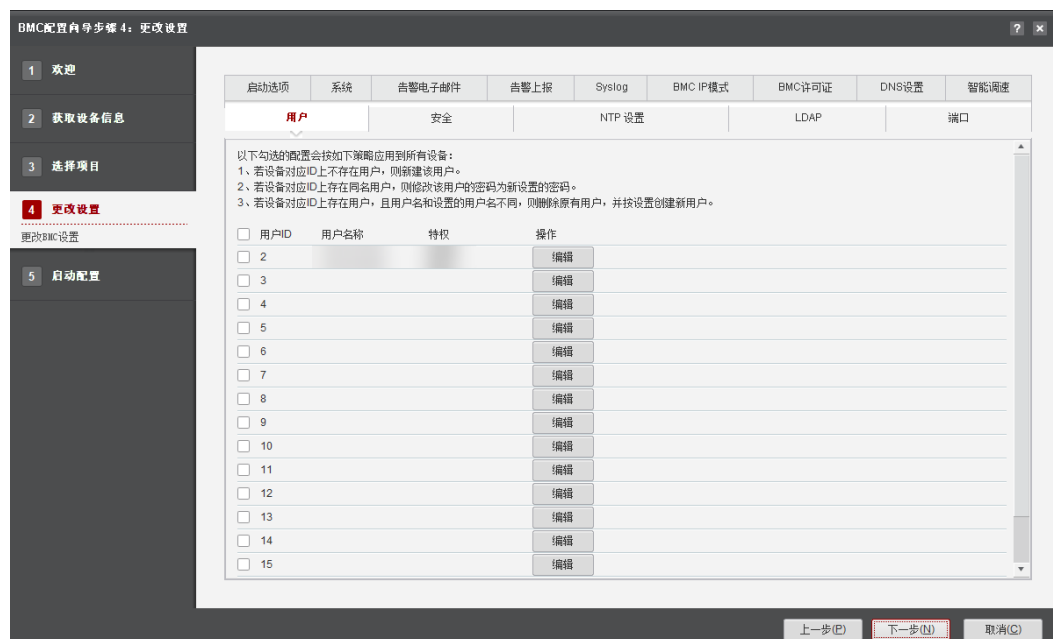 BMC配置向导步骤 4：更改设置
? ×
1 欢迎
2 获取设备信息
3 选择项目
4 更改设置
更改BMC设置
5 启动配置
启动选项 系统 告警电子邮件 告警上报 Syslog BMC IP模式 BMC许可证 DNS设置 智能调速
用户 安全 NTP 设置 LDAP 端口
以下勾选的配置会按如下策略应用到所有设备：
1、若设备对应ID上不存在用户，则新建该用户。
2、若设备对应ID上存在同名用户，则修改该用户的密码为新设置的密码。
3、若设备对应ID上存在用户，且用户名和设置的用户名不同，则删除原有用户，并按设置创建新用户。
用户ID 用户名称 特权 操作
2 编辑
3 编辑
4 编辑
5 编辑
6 编辑
7 编辑
8 编辑
9 编辑
10 编辑
11 编辑
12 编辑
13 编辑
14 编辑
15 编辑
上一步(P) 下一步(N) 取消(C)